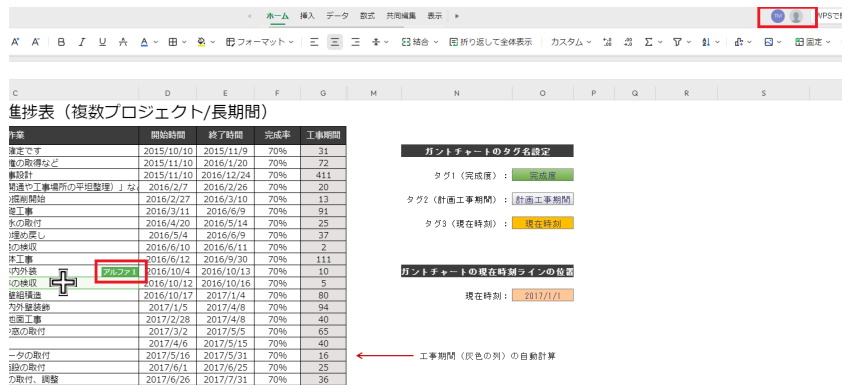 ホーム 挿入 データ 数式 共同編集 表示
TM WPSで
A A B I U A A フォーマット 結合 折り返して全体表示 カスタム 固定
C D E F G M N O P Q R S
進捗表（複数プロジェクト/長期間）
作業 開始時間 終了時間 完成率 工事期間
確定です 2015/10/10 2015/11/9 70% 31
権の取得など 2015/11/10 2016/1/20 70% 72
事設計 2015/11/10 2016/12/24 70% 411
開通や工事場所の平坦整理）」な 2016/2/7 2016/2/26 70% 20
掘削開始 2016/2/27 2016/3/10 70% 13
礎工事 2016/3/11 2016/6/9 70% 91
水の取付 2016/4/20 2016/5/14 70% 25
埋め戻し 2016/5/4 2016/6/9 70% 37
の検収 2016/6/10 2016/6/11 70% 2
体工事 2016/6/12 2016/9/30 70% 111
内外装 アルファ1 2016/10/4 2016/10/13 70% 10
の検収 2016/10/12 2016/10/16 70% 5
壁組積造 2016/10/17 2017/1/4 70% 80
内外壁装飾 2017/1/5 2017/4/8 70% 94
地面工事 2017/2/28 2017/4/8 70% 40
窓の取付 2017/3/2 2017/5/5 70% 65
2017/4/6 2017/5/15 70% 40
ータの取付 2017/5/16 2017/5/31 70% 16
設の取付 2017/6/1 2017/6/25 70% 25
の取付、調整 2017/6/26 2017/7/31 70% 36
ガントチャートのタグ名設定
タグ1（完成度）： 完成度
タグ2（計画工事期間）： 計画工事期間
タグ3（現在時刻）： 現在時刻
ガントチャートの現在時刻ラインの位置
現在時刻： 2017/1/1
工事期間（灰色の列）の自動計算